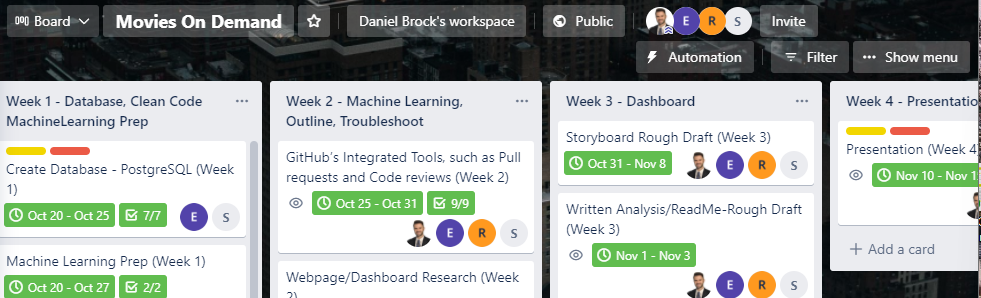 Board
Movies On Demand
Daniel Brock's workspace
Public
E
R
S
Invite
Automation
Filter
Show menu
Week 1 - Database, Clean Code
MachineLearning Prep
Create Database - PostgreSQL (Week
1)
Oct 20 - Oct 25
7/7
E
S
Machine Learning Prep (Week 1)
Oct 20 - Oct 27
2/2
Week 2 - Machine Learning,
Outline, Troubleshoot
GitHub's Integrated Tools, such as Pull
requests and Code reviews (Week 2)
Oct 25 - Oct 31
9/9
E
R
S
Webpage/Dashboard Research (Week
2)
Week 3 - Dashboard
Storyboard Rough Draft (Week 3)
Oct 31 - Nov 8
E
R
S
Written Analysis/ReadMe-Rough Draft
(Week 3)
Nov 1 - Nov 3
E
R
S
Week 4 - Presentatio
Presentation (Week 4)
Nov 10 - Nov 1
+ Add a card